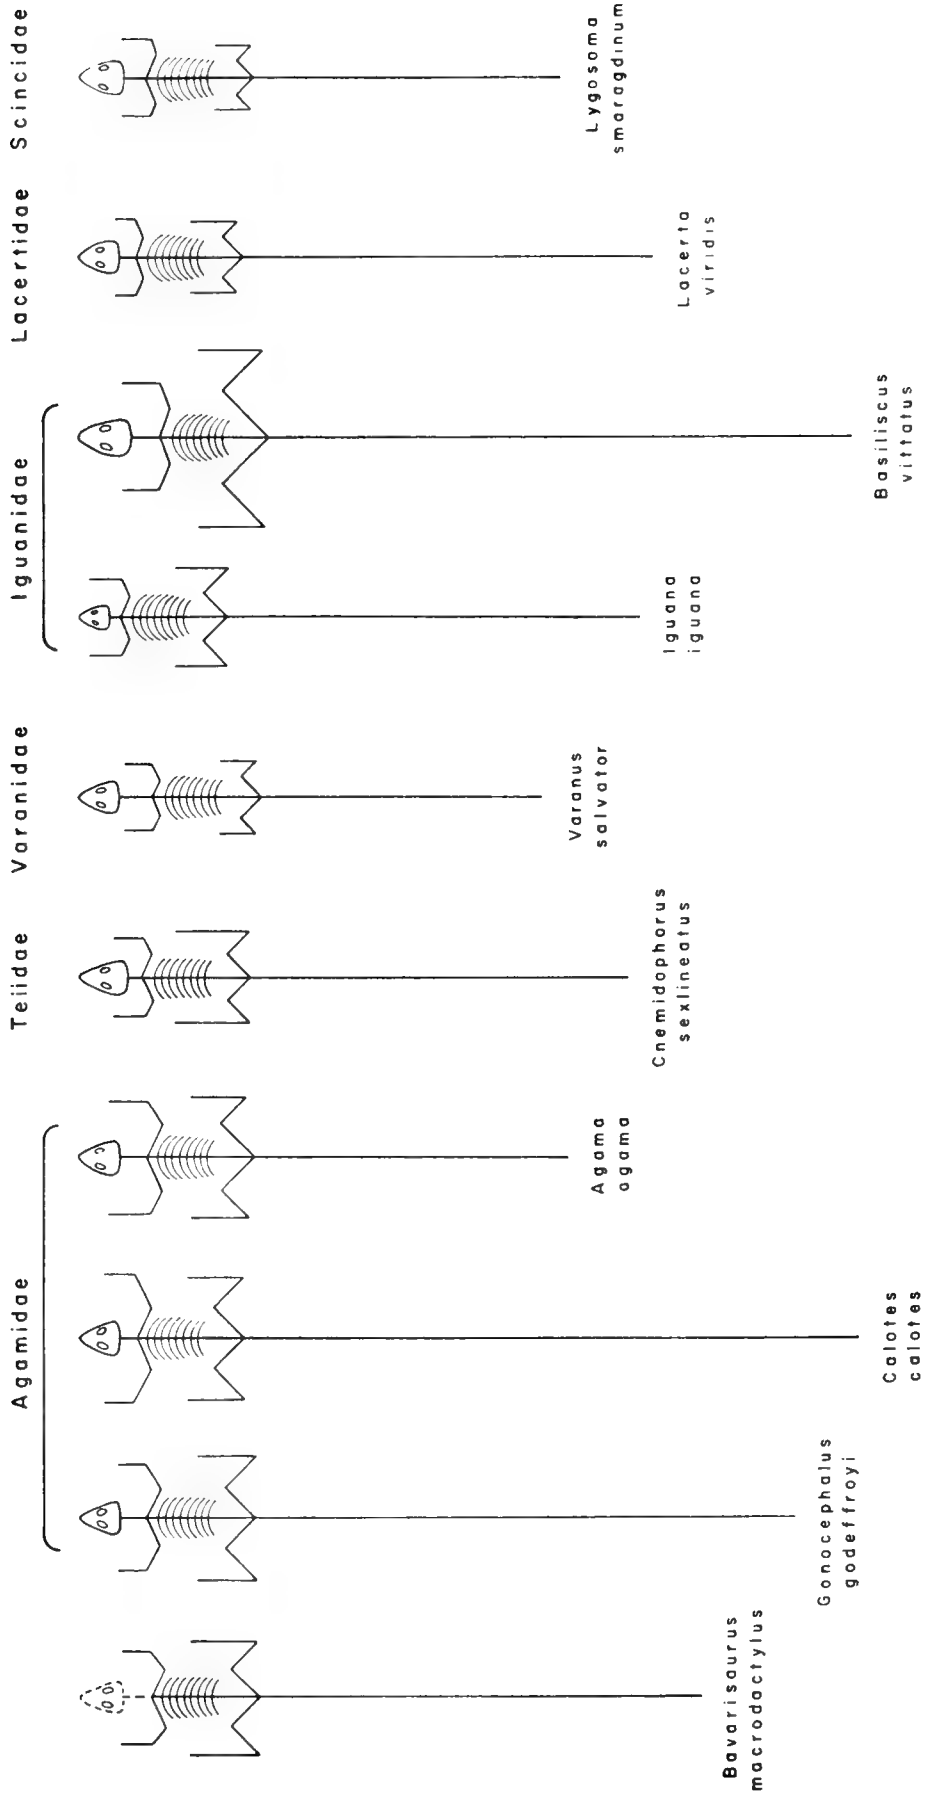 Agamidae
Teiidae
Varanidae
Iguanidae
Lacertidae
Scincidae
Bavarisaurus
macrodactylus
Gonocephalus
godeffroyi
Calotes
calotes
Agama
agama
Cnemidophorus
sexlineatus
Varanus
salvator
Iguana
iguana
Basiliscus
vittatus
Lacerta
viridis
Lygosoma
smaragdinum